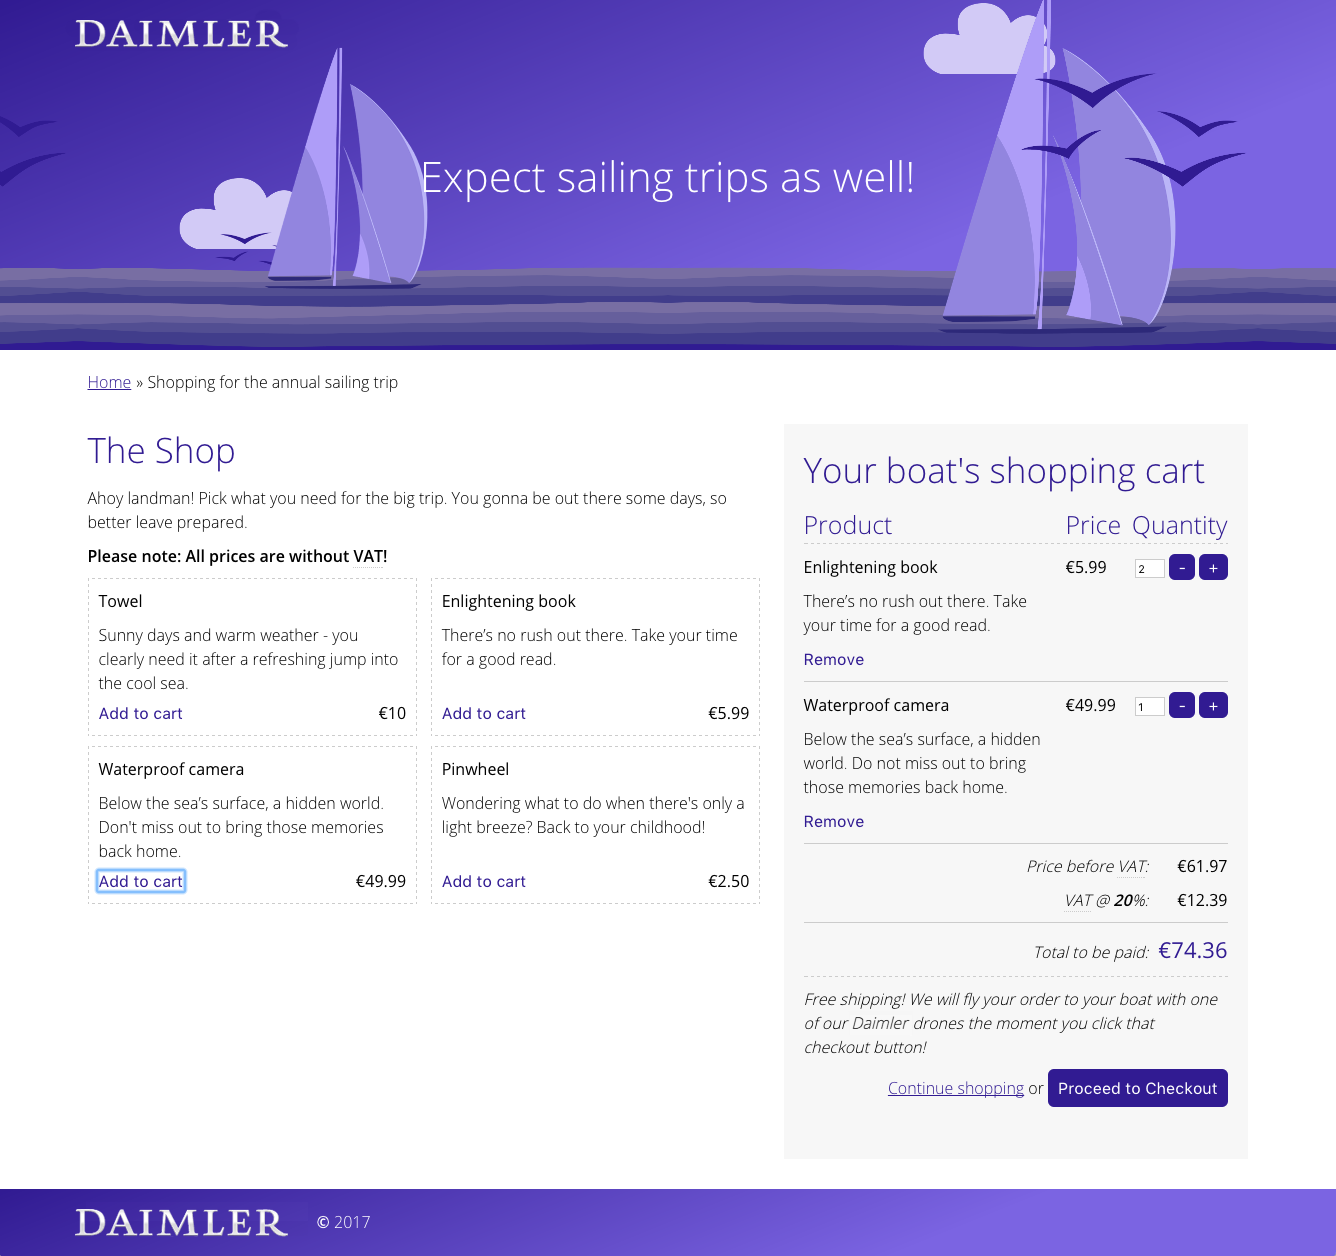 DAIMLER
Expect sailing trips as well!
Home » Shopping for the annual sailing trip
The Shop
Ahoy landman! Pick what you need for the big trip. You gonna be out there some days, so
better leave prepared.
Please note: All prices are without VAT!
Towel
Sunny days and warm weather - you
clearly need it after a refreshing jump into
the cool sea.
Add to cart €10
Enlightening book
There’s no rush out there. Take your time
for a good read.
Add to cart €5.99
Waterproof camera
Below the sea’s surface, a hidden world.
Don't miss out to bring those memories
back home.
Add to cart €49.99
Pinwheel
Wondering what to do when there's only a
light breeze? Back to your childhood!
Add to cart €2.50
Your boat's shopping cart
Product Price Quantity
Enlightening book €5.99 2 - +
There’s no rush out there. Take
your time for a good read.
Remove
Waterproof camera €49.99 1 - +
Below the sea’s surface, a hidden
world. Do not miss out to bring
those memories back home.
Remove
Price before VAT: €61.97
VAT @ 20%: €12.39
Total to be paid: €74.36
Free shipping! We will fly your order to your boat with one
of our Daimler drones the moment you click that
checkout button!
Continue shopping or Proceed to Checkout
DAIMLER © 2017